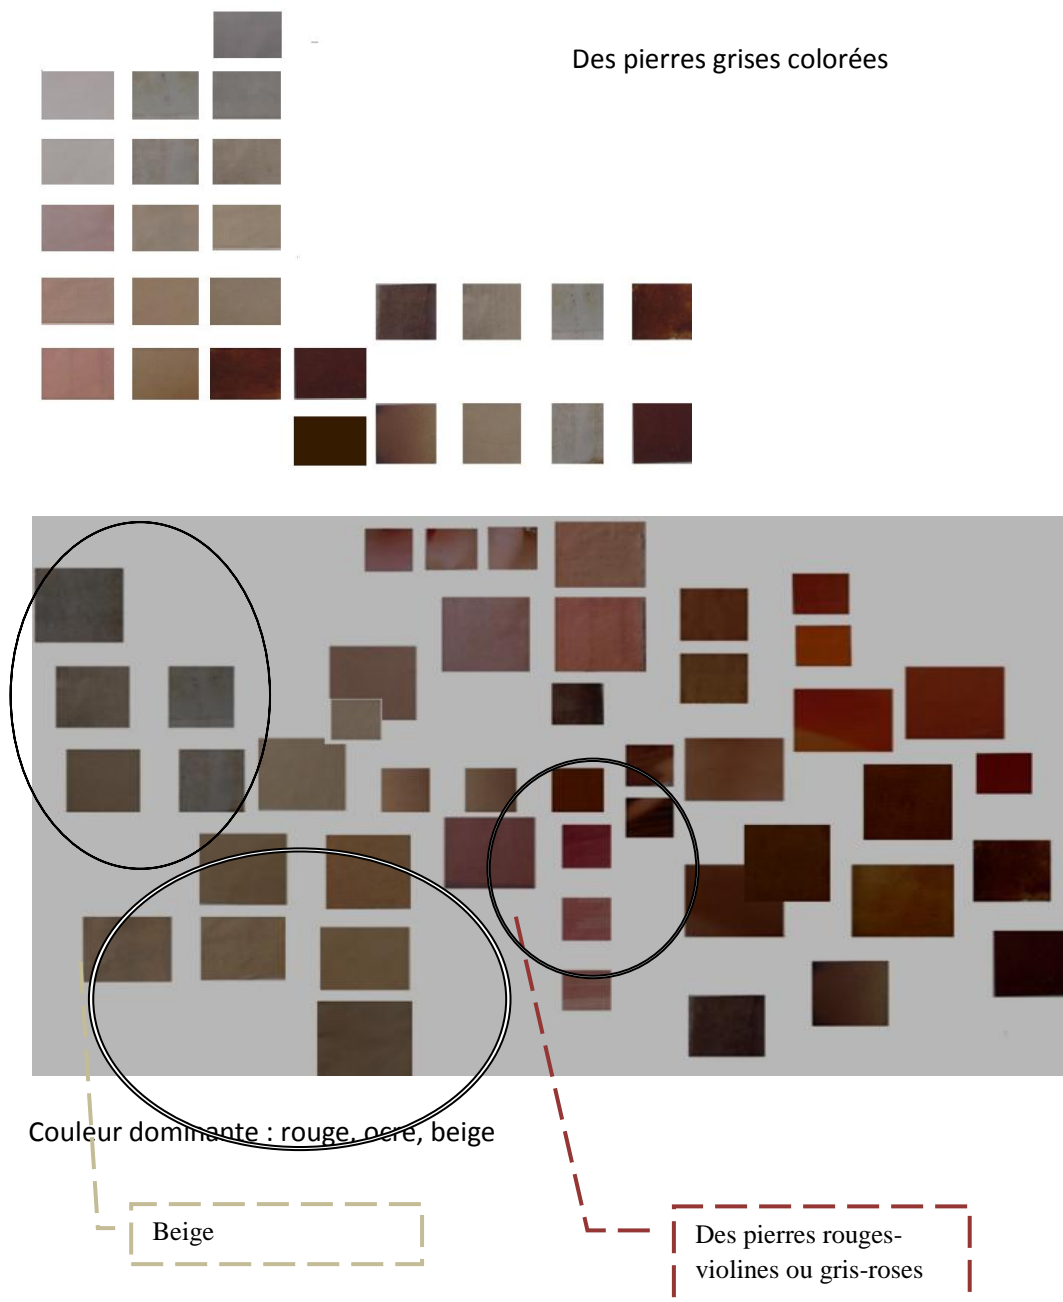 Des pierres grises colorées
Couleur dominante : rouge, ocre, beige
Beige
Des pierres rouges-
violines ou gris-roses